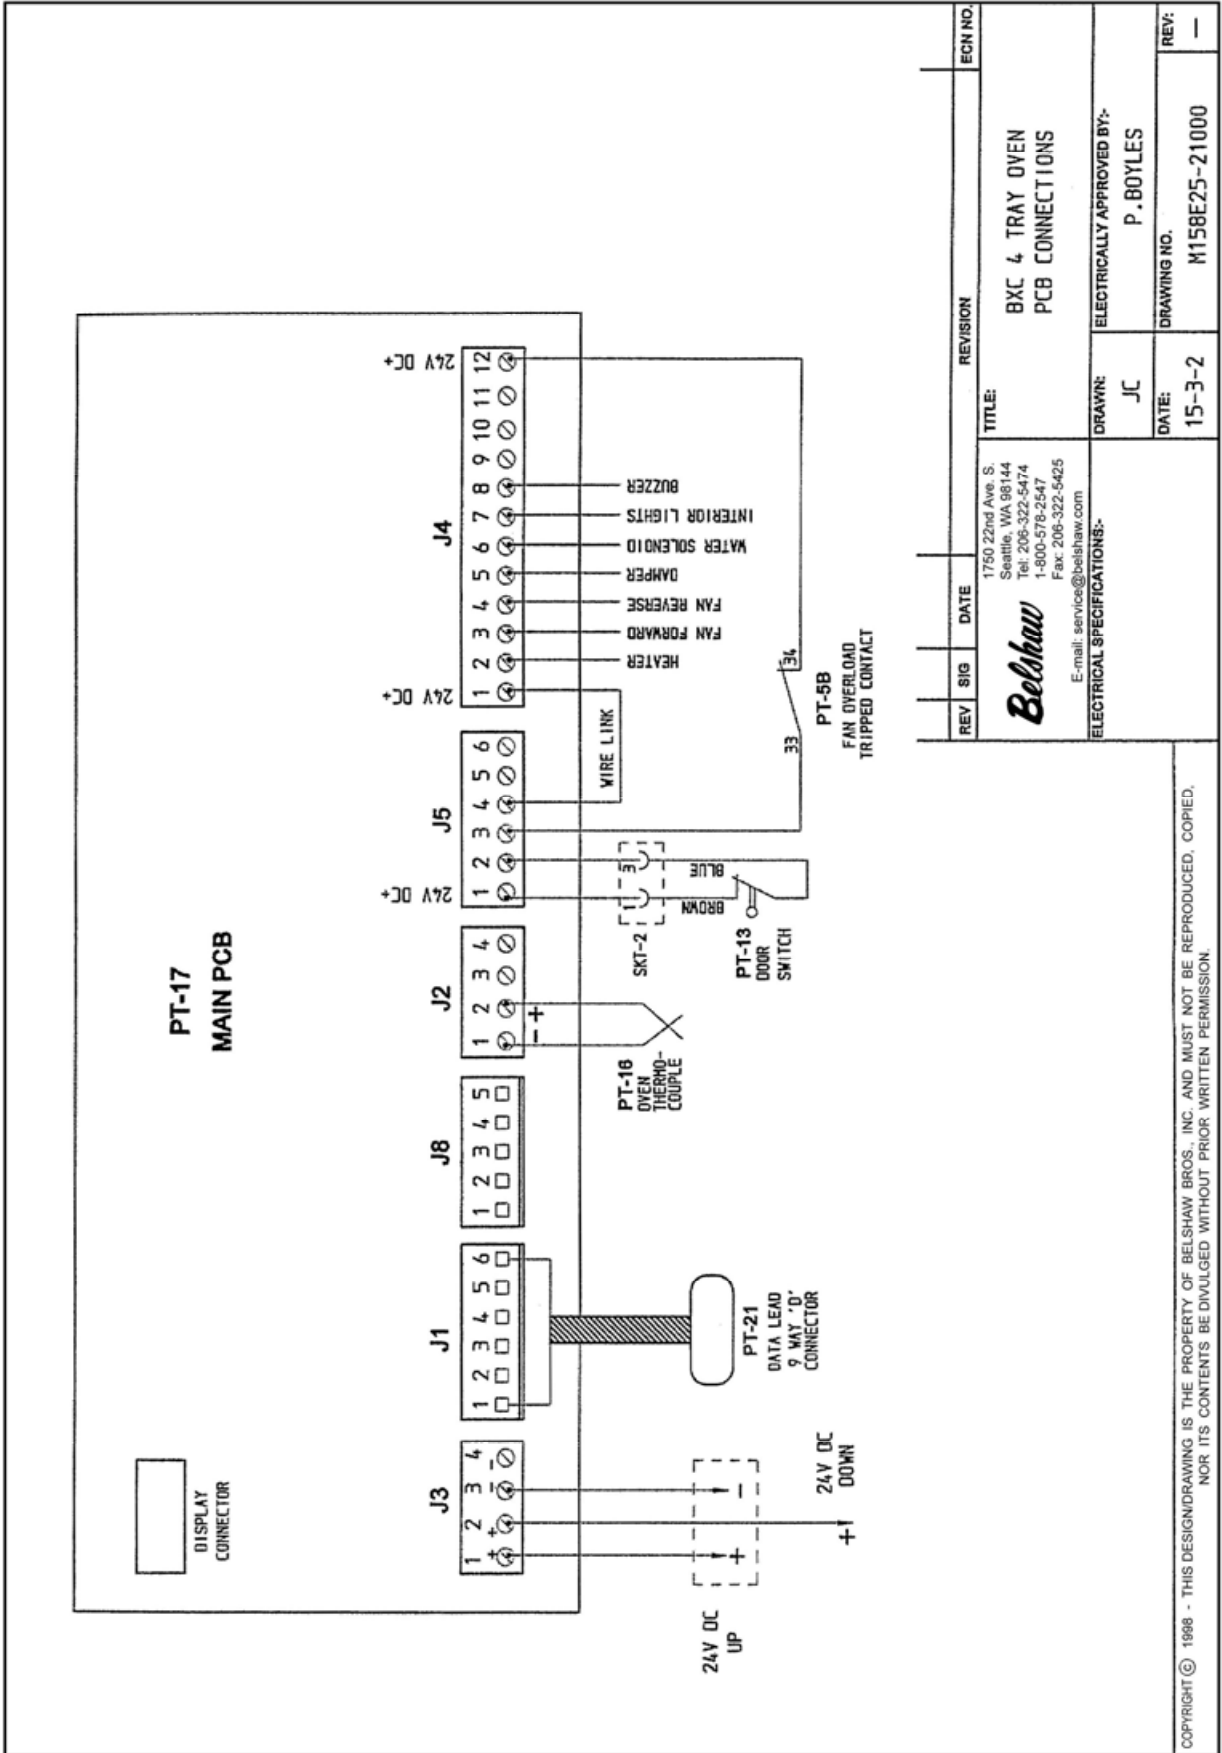 PT-17
MAIN PCB
DISPLAY
CONNECTOR
J3
J1
J8
J2
J5
J4
24V DC+
24V DC+
24V DC+
1 2 3 4
+ + - -
1 2 3 4 5 6
1 2 3 4 5
1 2 3 4
- +
1 2 3 4 5 6
1 2 3 4 5 6 7 8 9 10 11 12
HEATER
FAN FORWARD
FAN REVERSE
DAMPER
WATER SOLENOID
INTERIOR LIGHTS
BUZZER
WIRE LINK
SKT-2
1 3
BROWN
BLUE
PT-13
DOOR
SWITCH
PT-16
OVEN
THERMO-
COUPLE
33 34
PT-5B
FAN OVERLOAD
TRIPPED CONTACT
PT-21
DATA LEAD
9 WAY 'D'
CONNECTOR
24V DC
UP
+ -
24V DC
DOWN
+
REV SIG DATE REVISION ECN NO.
Belshaw
1750 22nd Ave. S.
Seattle, WA 98144
Tel: 206-322-5474
1-800-578-2547
Fax: 206-322-5425
E-mail: service@belshaw.com
TITLE:
BXC 4 TRAY OVEN
PCB CONNECTIONS
ELECTRICAL SPECIFICATIONS:-
DRAWN:
JC
ELECTRICALLY APPROVED BY:-
P.BOYLES
DATE:
15-3-2
DRAWING NO.
M158E25-21000
REV:
—
COPYRIGHT © 1998 - THIS DESIGN/DRAWING IS THE PROPERTY OF BELSHAW BROS., INC. AND MUST NOT BE REPRODUCED, COPIED,
NOR ITS CONTENTS BE DIVULGED WITHOUT PRIOR WRITTEN PERMISSION.